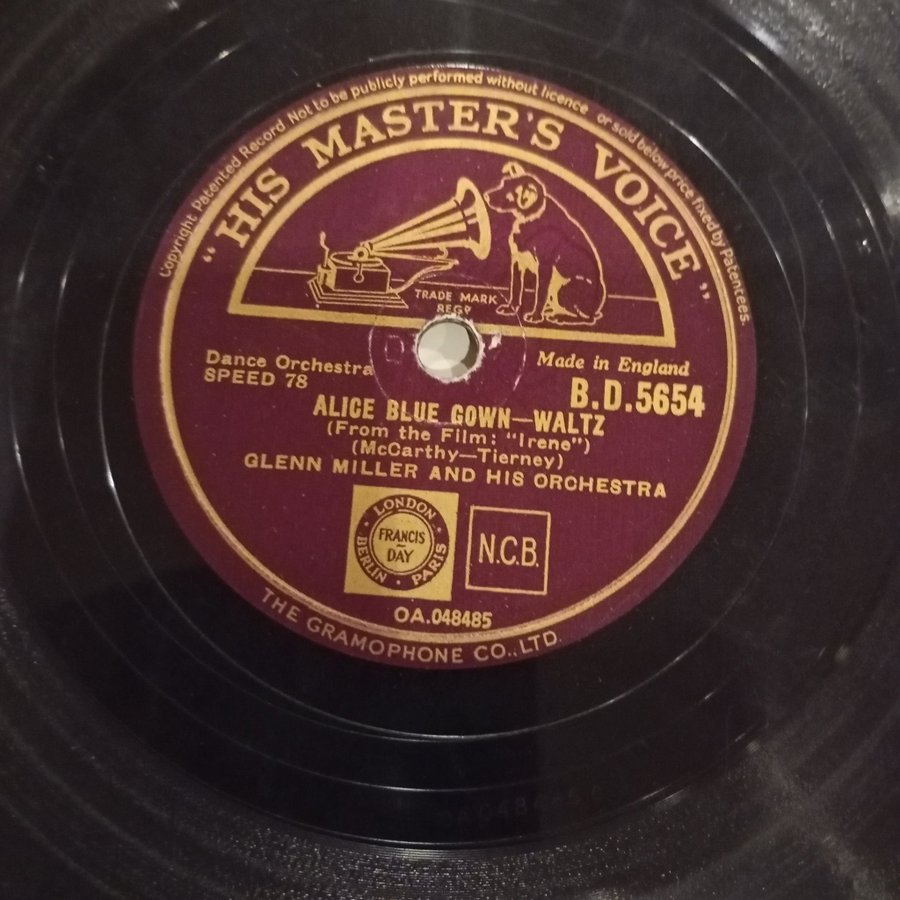 Copyright Patented Record Not to be publicly performed without licence or sold below price fixed by Patentees.
"HIS MASTER'S VOICE"
TRADE MARK
REGD
Dance Orchestra
SPEED 78
Made in England
B.D.5654
ALICE BLUE GOWN—WALTZ
(From the Film: "Irene")
(McCarthy—Tierney)
GLENN MILLER AND HIS ORCHESTRA
LONDON
FRANCIS
DAY
BERLIN · PARIS
N.C.B.
OA.048485
THE GRAMOPHONE CO.,LTD.